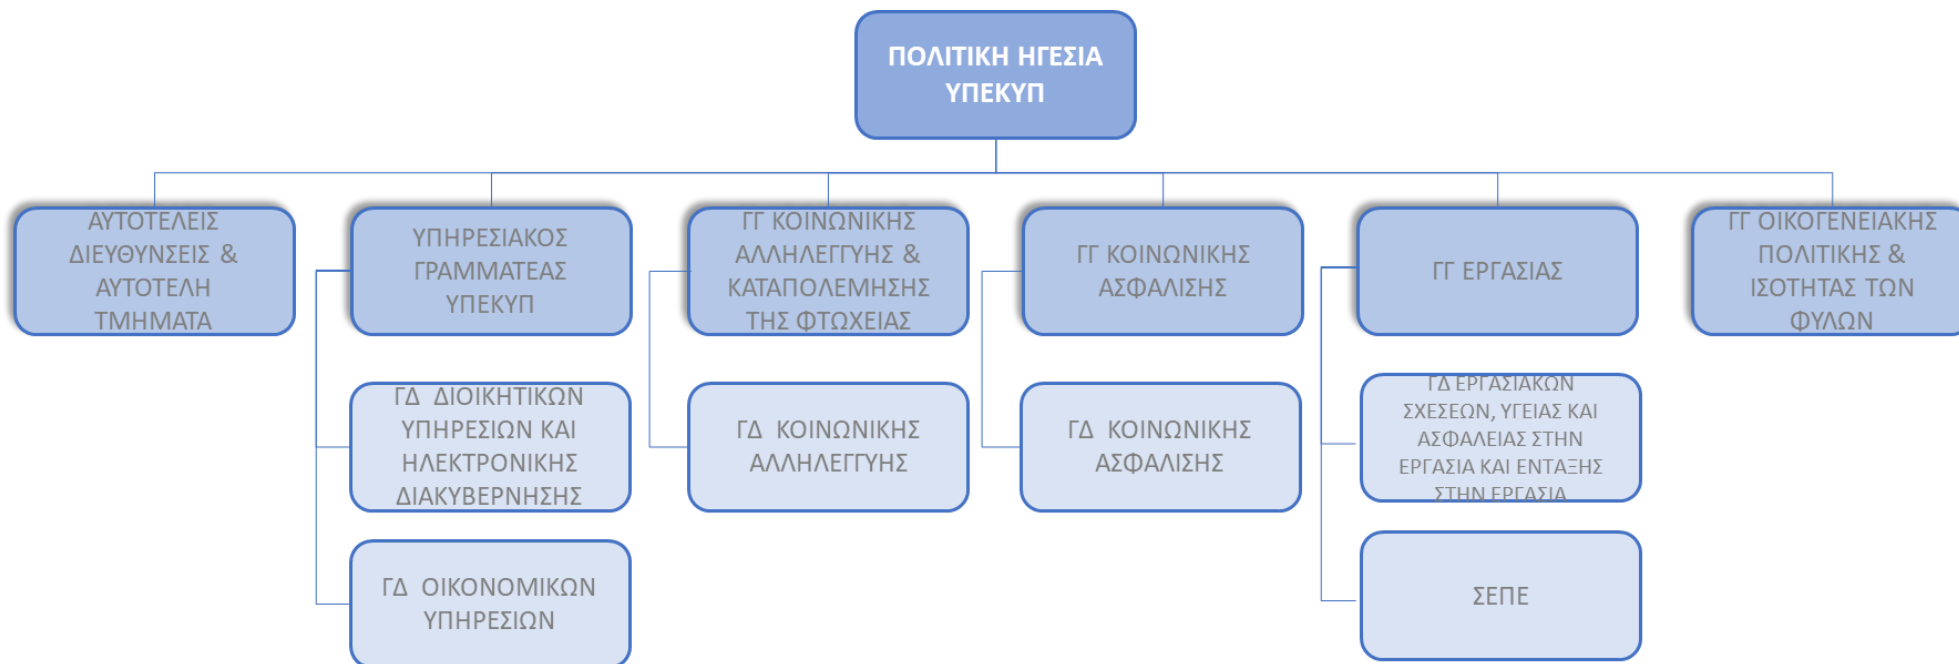 ΠΟΛΙΤΙΚΗ ΗΓΕΣΙΑ
ΥΠΕΚΥΠ
ΑΥΤΟΤΕΛΕΙΣ
ΔΙΕΥΘΥΝΣΕΙΣ &
ΑΥΤΟΤΕΛΗ
ΤΜΗΜΑΤΑ
ΥΠΗΡΕΣΙΑΚΟΣ
ΓΡΑΜΜΑΤΕΑΣ
ΥΠΕΚΥΠ
ΓΓ ΚΟΙΝΩΝΙΚΗΣ
ΑΛΛΗΛΕΓΓΥΗΣ &
ΚΑΤΑΠΟΛΕΜΗΣΗΣ
ΤΗΣ ΦΤΩΧΕΙΑΣ
ΓΓ ΚΟΙΝΩΝΙΚΗΣ
ΑΣΦΑΛΙΣΗΣ
ΓΓ ΕΡΓΑΣΙΑΣ
ΓΓ ΟΙΚΟΓΕΝΕΙΑΚΗΣ
ΠΟΛΙΤΙΚΗΣ &
ΙΣΟΤΗΤΑΣ ΤΩΝ
ΦΥΛΩΝ
ΓΔ ΔΙΟΙΚΗΤΙΚΩΝ
ΥΠΗΡΕΣΙΩΝ ΚΑΙ
ΗΛΕΚΤΡΟΝΙΚΗΣ
ΔΙΑΚΥΒΕΡΝΗΣΗΣ
ΓΔ ΚΟΙΝΩΝΙΚΗΣ
ΑΛΛΗΛΕΓΓΥΗΣ
ΓΔ ΚΟΙΝΩΝΙΚΗΣ
ΑΣΦΑΛΙΣΗΣ
ΓΔ ΕΡΓΑΣΙΑΚΩΝ
ΣΧΕΣΕΩΝ, ΥΓΕΙΑΣ ΚΑΙ
ΑΣΦΑΛΕΙΑΣ ΣΤΗΝ
ΕΡΓΑΣΙΑ ΚΑΙ ΕΝΤΑΞΗΣ
ΣΤΗΝ ΕΡΓΑΣΙΑ
ΓΔ ΟΙΚΟΝΟΜΙΚΩΝ
ΥΠΗΡΕΣΙΩΝ
ΣΕΠΕ